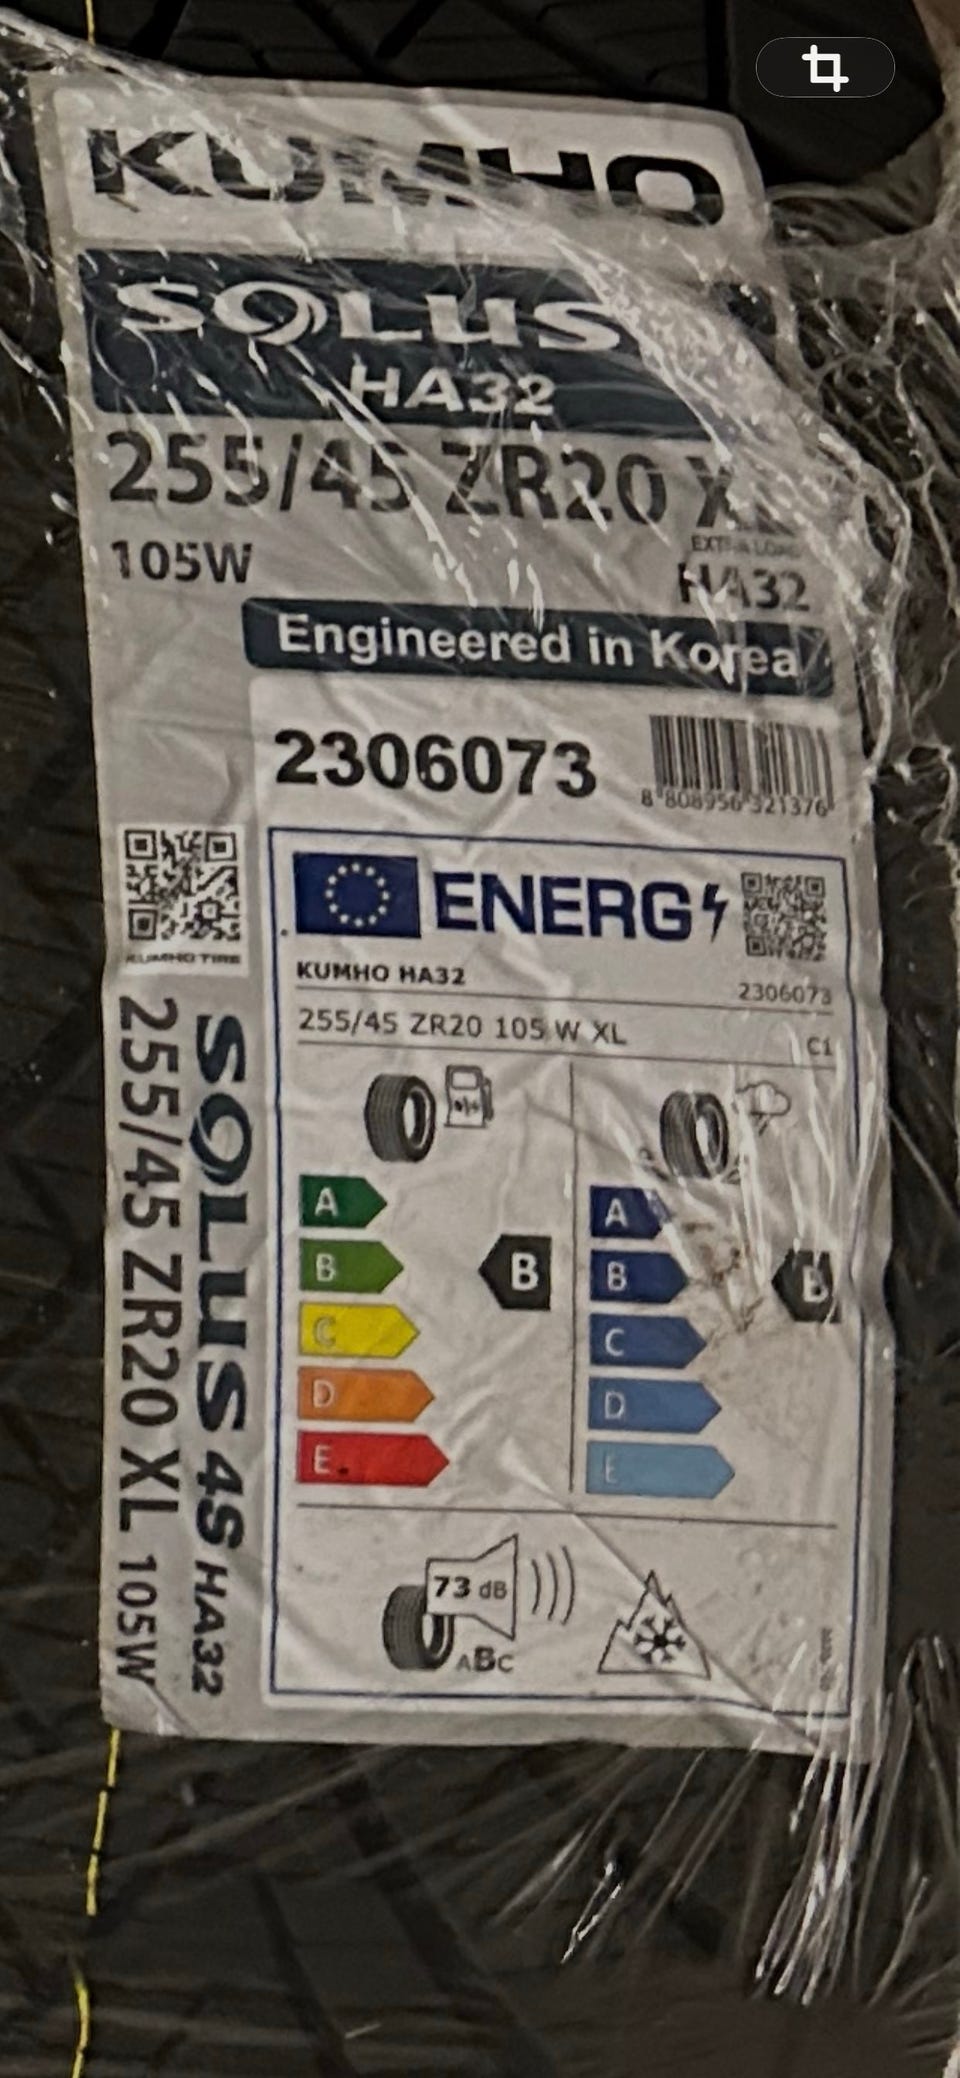 KUMHO
SOLUS
HA32
255/45 ZR20 XL
EXTRA LOAD
105W
HA32
Engineered in Korea
2306073
8 808956 321376
ENERG
KUMHO TIRE
KUMHO HA32
2306073
255/45 ZR20 105 W XL
C1
A
B
C
D
E
B
A
B
C
D
E
B
73 dB
ABC
SOLUS 4S HA32
255/45 ZR20 XL 105W